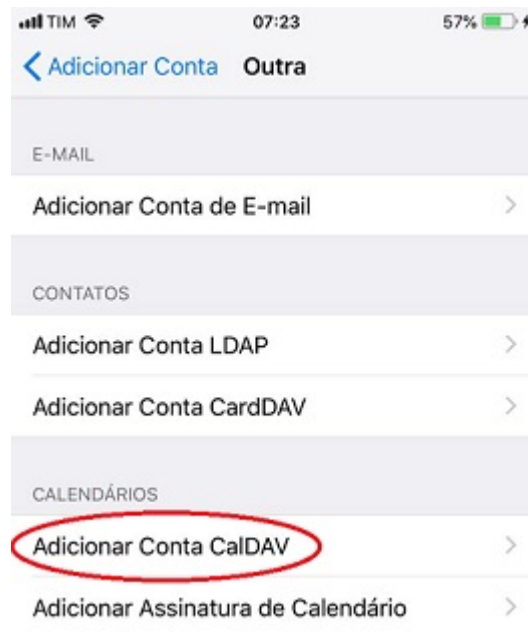 TIM 07:23 57%
Adicionar Conta Outra
E-MAIL
Adicionar Conta de E-mail
CONTATOS
Adicionar Conta LDAP
Adicionar Conta CardDAV
CALENDÁRIOS
Adicionar Conta CalDAV
Adicionar Assinatura de Calendário